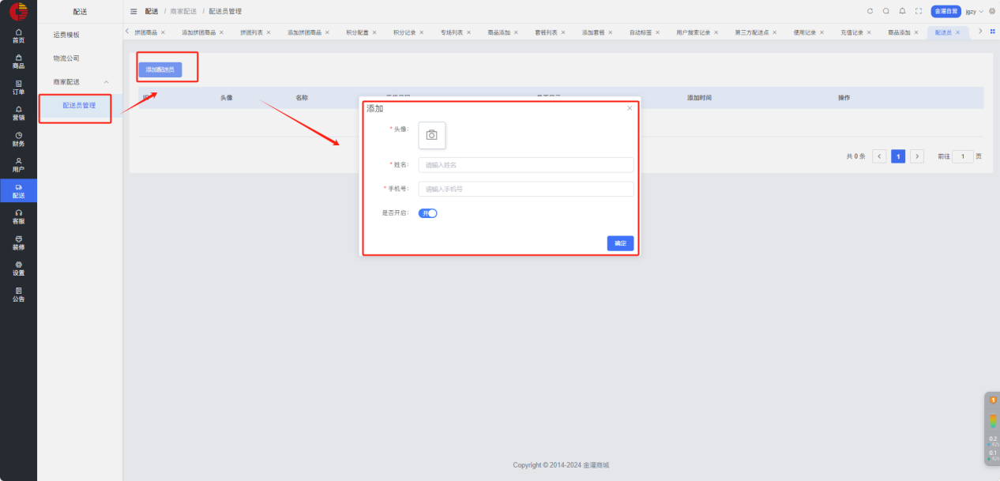 配送
配送 / 商家配送 / 配送员管理
金灌自营
jgzy
首页
商品
订单
营销
财务
用户
配送
客服
装修
设置
公告
运费模板
物流公司
商家配送
配送员管理
拼团商品
添加拼团商品
拼团列表
添加拼团商品
积分配置
积分记录
专场列表
商品添加
套餐列表
添加套餐
自动标签
用户搜索记录
第三方配送点
使用记录
充值记录
商品添加
配送员
添加配送员
头像
名称
添加时间
操作
共 0 条
1
前往 1 页
添加
* 头像:
* 姓名: 请输入姓名
* 手机号: 请输入手机号
是否开启: 开
确定
0.2
0.1
Copyright © 2014-2024 金灌商城